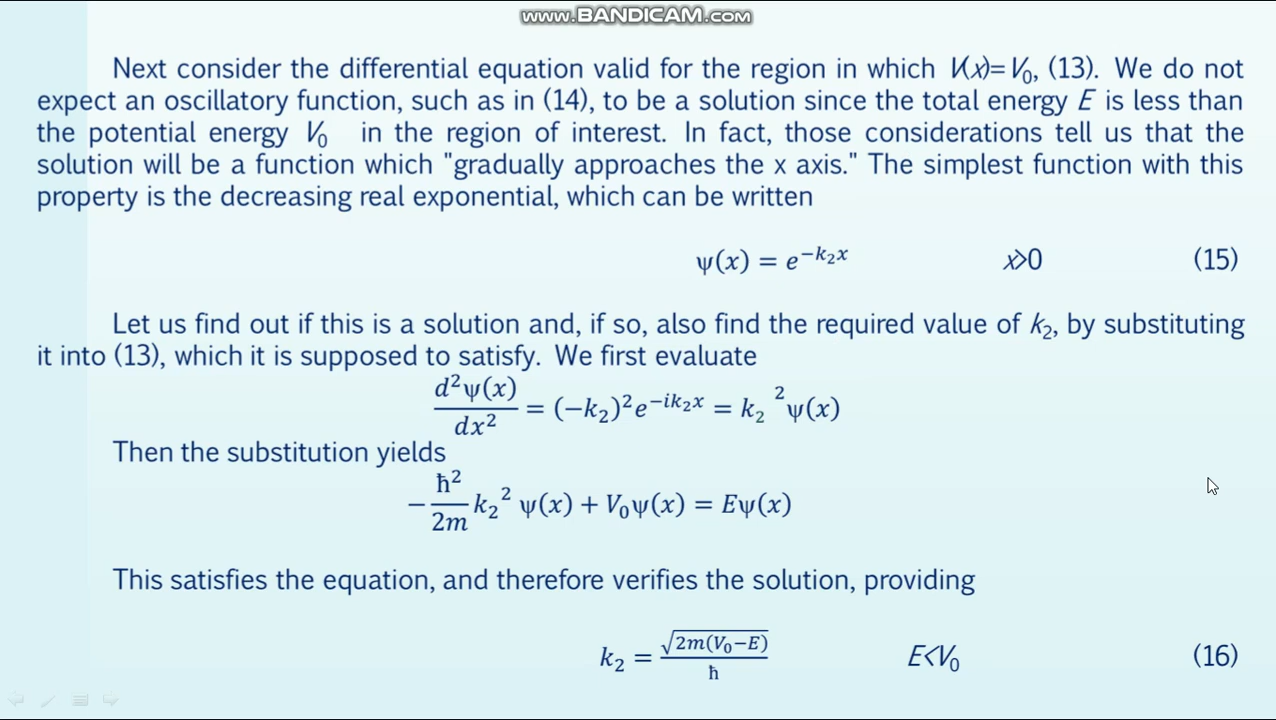 www.BANDICAM.com
Next consider the differential equation valid for the region in which V(x)=V₀, (13). We do not
expect an oscillatory function, such as in (14), to be a solution since the total energy E is less than
the potential energy V₀ in the region of interest. In fact, those considerations tell us that the
solution will be a function which "gradually approaches the x axis." The simplest function with this
property is the decreasing real exponential, which can be written
ψ(x) = e^{−k₂x} x>0 (15)
Let us find out if this is a solution and, if so, also find the required value of k₂, by substituting
it into (13), which it is supposed to satisfy. We first evaluate
d²ψ(x)/dx² = (−k₂)²e^{−ik₂x} = k₂² ψ(x)
Then the substitution yields
−ħ²/2m k₂² ψ(x) + V₀ψ(x) = Eψ(x)
This satisfies the equation, and therefore verifies the solution, providing
k₂ = √(2m(V₀−E))/ħ E<V₀ (16)